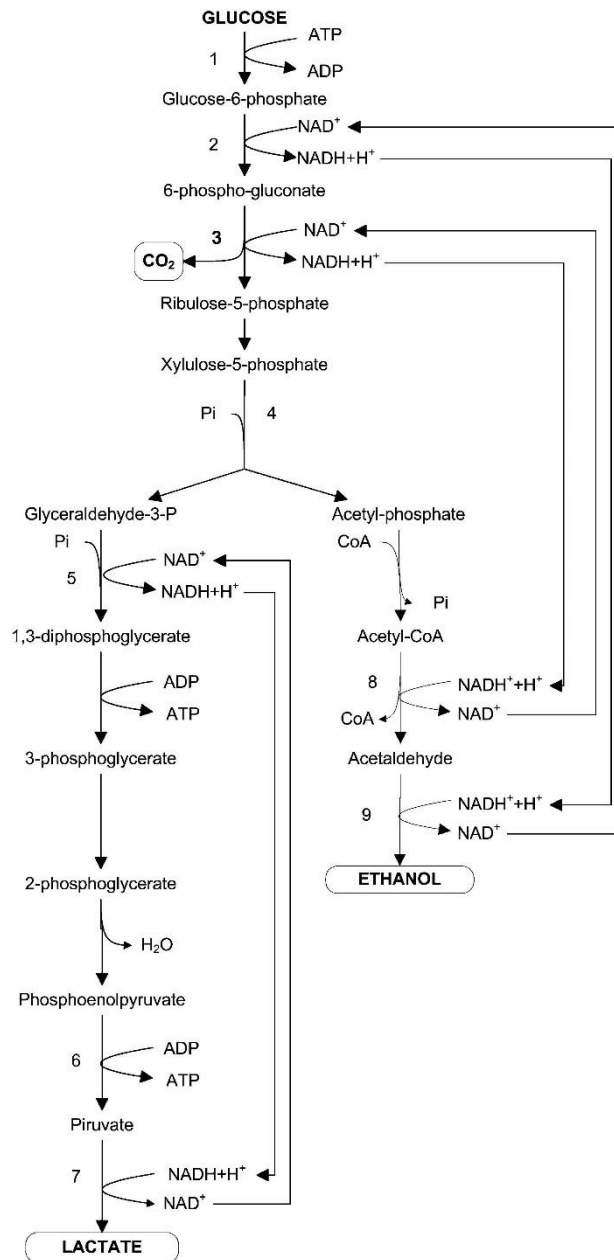 GLUCOSE
ATP
1
ADP
Glucose-6-phosphate
NAD⁺
2
NADH+H⁺
6-phospho-gluconate
3
NAD⁺
CO₂
NADH+H⁺
Ribulose-5-phosphate
Xylulose-5-phosphate
Pi
4
Glyceraldehyde-3-P
Acetyl-phosphate
Pi
NAD⁺
CoA
5
NADH+H⁺
Pi
1,3-diphosphoglycerate
Acetyl-CoA
ADP
8
NADH⁺+H⁺
ATP
CoA
NAD⁺
3-phosphoglycerate
Acetaldehyde
NADH⁺+H⁺
9
NAD⁺
2-phosphoglycerate
ETHANOL
H₂O
Phosphoenolpyruvate
ADP
6
ATP
Piruvate
7
NADH+H⁺
NAD⁺
LACTATE